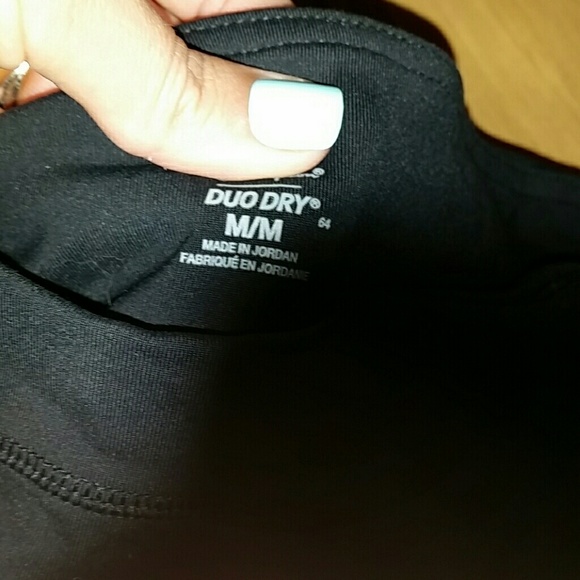 DUO DRY®
M/M
64
MADE IN JORDAN
FABRIQUÉ EN JORDANIE